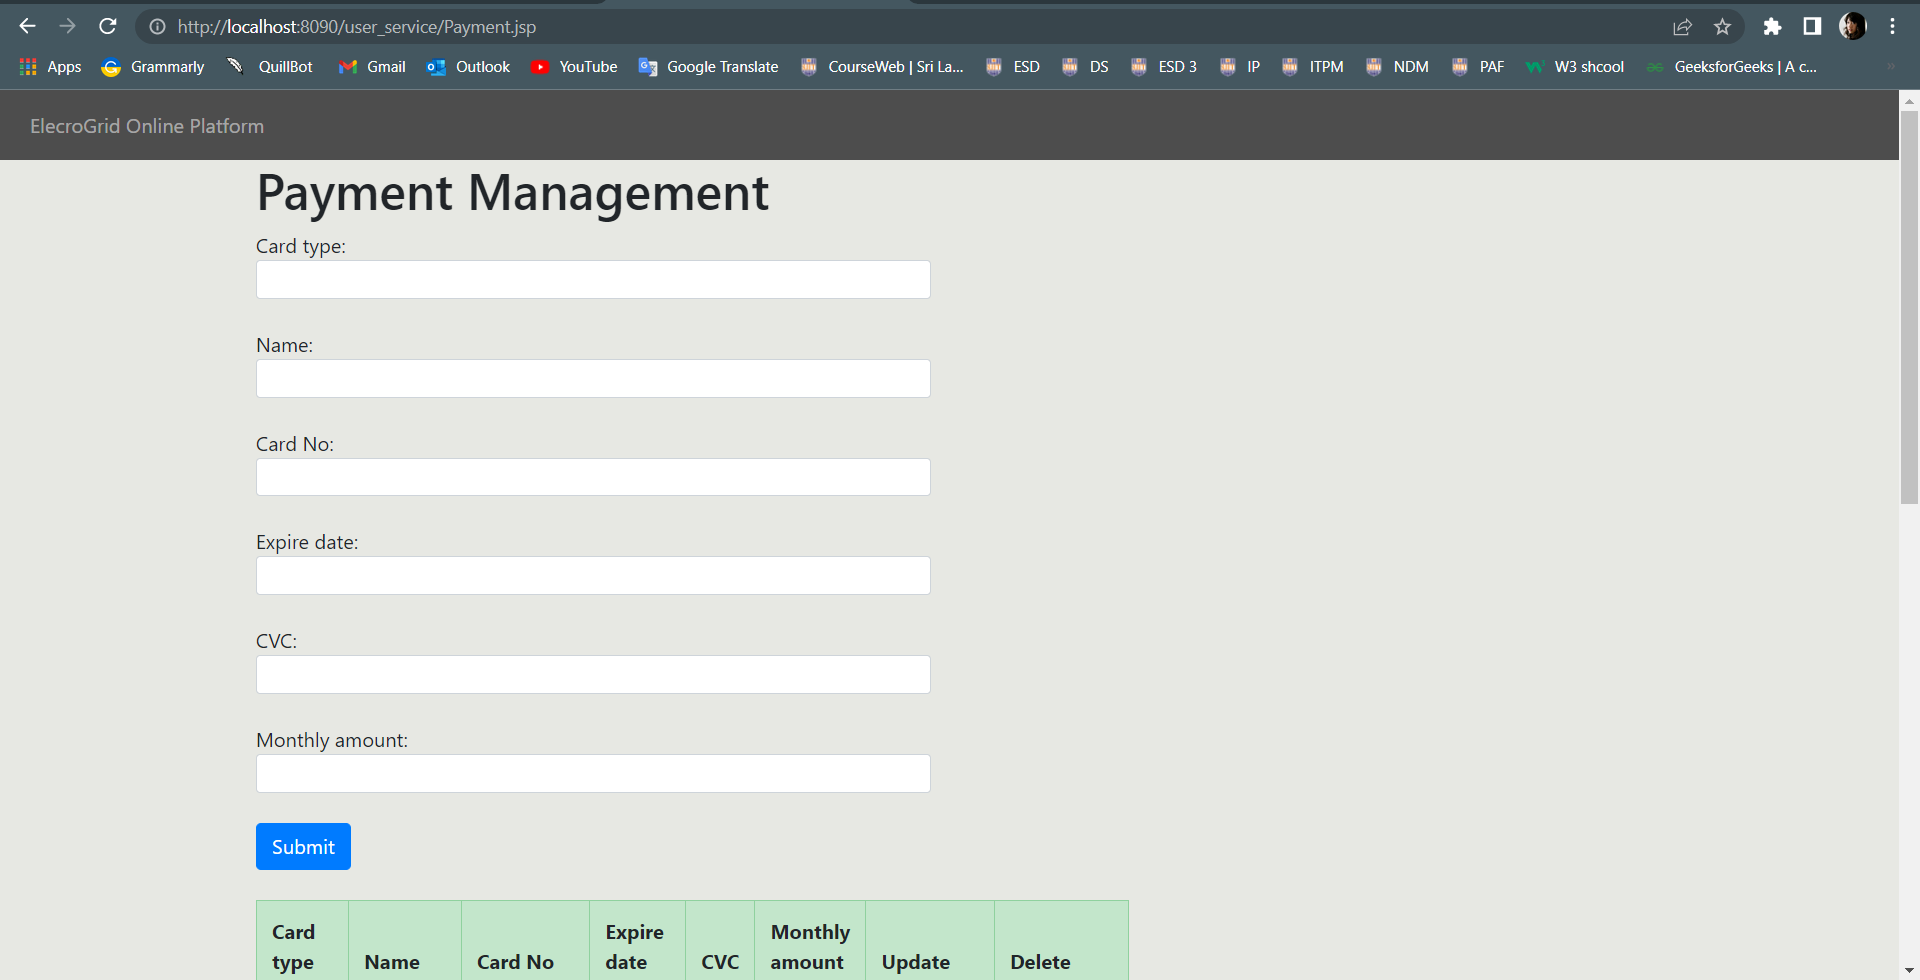 http://localhost:8090/user_service/Payment.jsp
Apps Grammarly QuillBot Gmail Outlook YouTube Google Translate CourseWeb | Sri La... ESD DS ESD 3 IP ITPM NDM PAF W3 shcool GeeksforGeeks | A c... »
ElecroGrid Online Platform
Payment Management
Card type:
Name:
Card No:
Expire date:
CVC:
Monthly amount:
Submit
Card type Name Card No Expire date CVC Monthly amount Update Delete